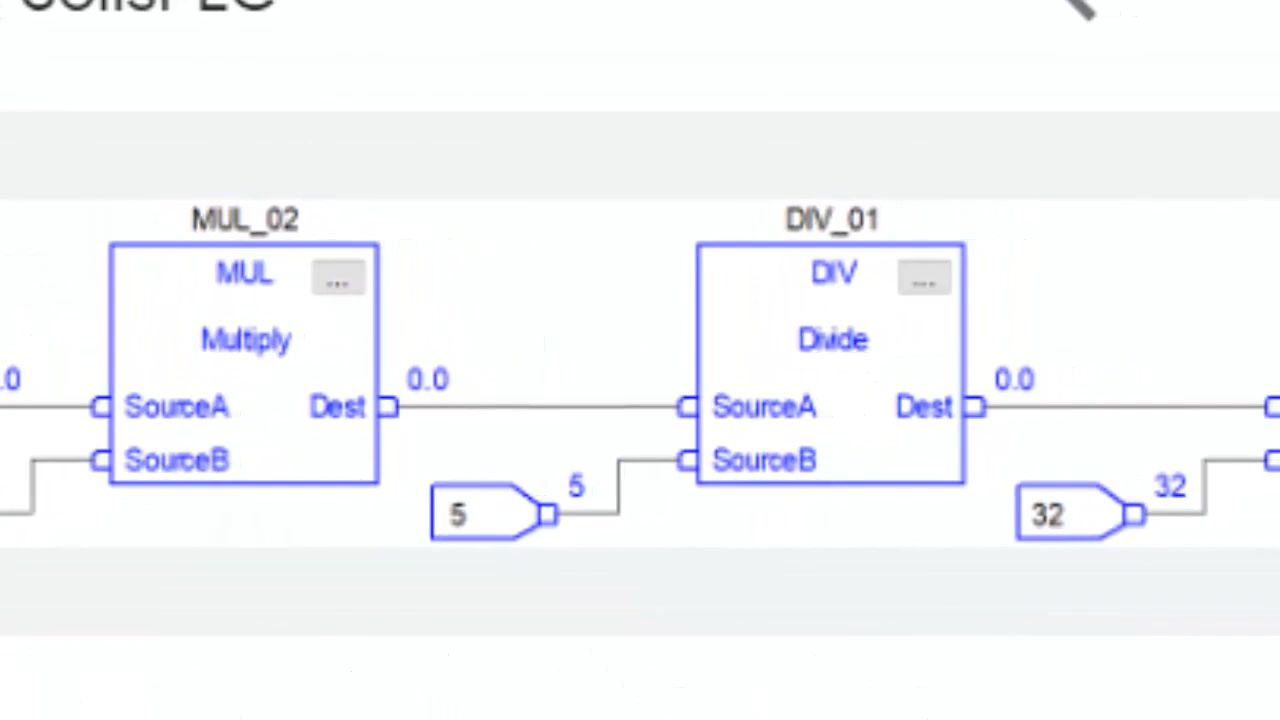 MUL_02
MUL
...
Multiply
.0
SourceA
Dest
0.0
SourceB
DIV_01
DIV
...
Divide
SourceA
Dest
0.0
SourceB
5
5
32
32